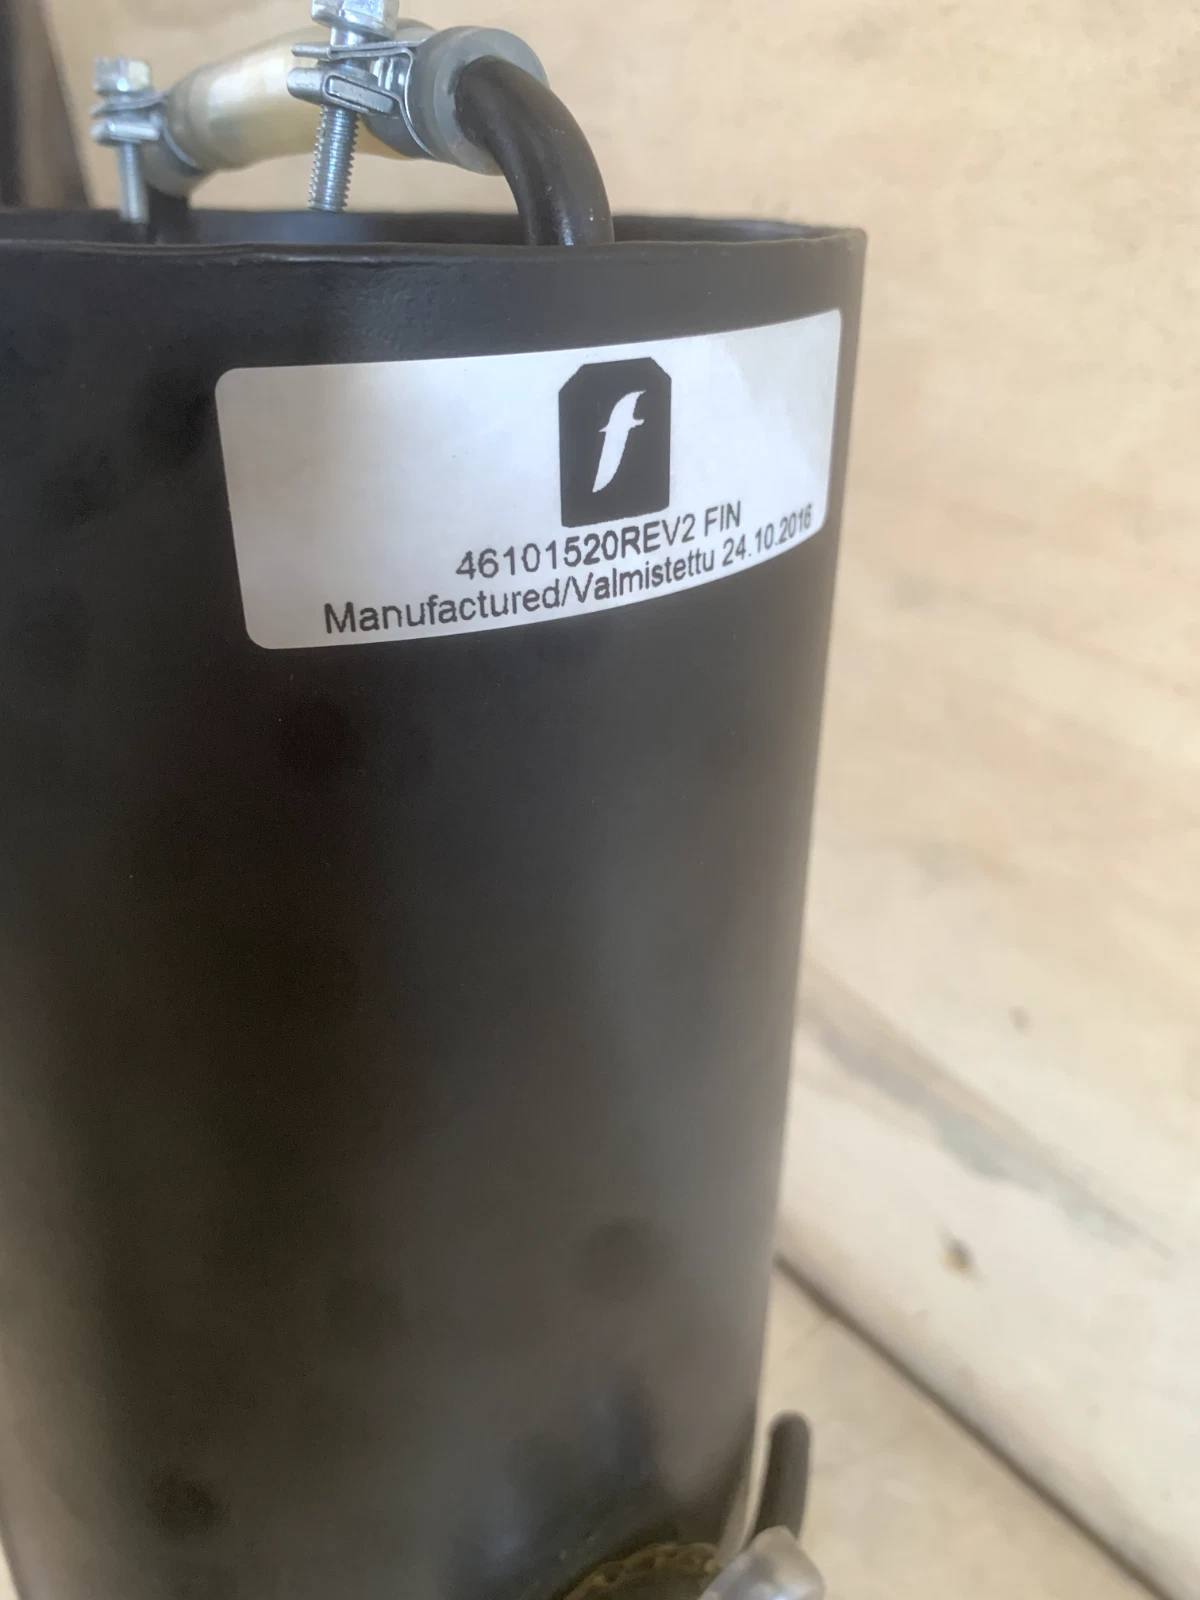 46101520REV2 FIN
Manufactured/Valmistettu 24.10.2016